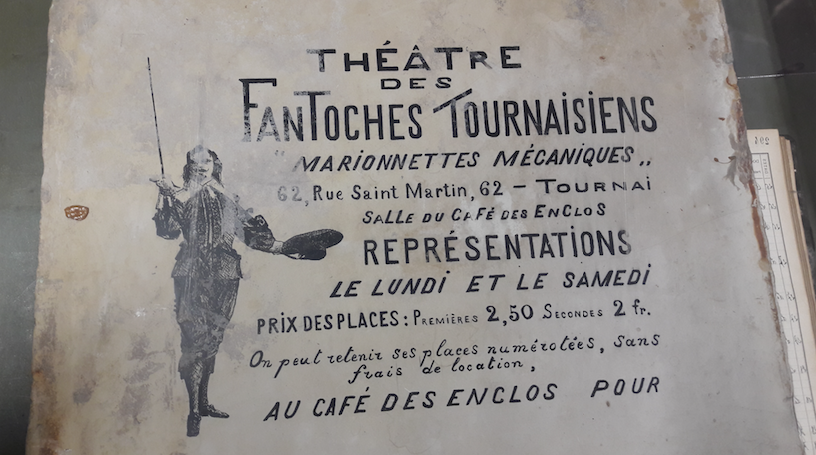 THÉÂTRE
DES
FANTOCHES TOURNAISIENS
"MARIONNETTES MÉCANIQUES„
62, Rue Saint Martin, 62 – TOURNAI
SALLE DU CAFÉ DES ENCLOS
REPRÉSENTATIONS
LE LUNDI ET LE SAMEDI
PRIX DES PLACES : PREMIÈRES 2,50 SECONDES 2 fr.
On peut retenir ses places numérotées, sans
frais de location,
AU CAFÉ DES ENCLOS POUR